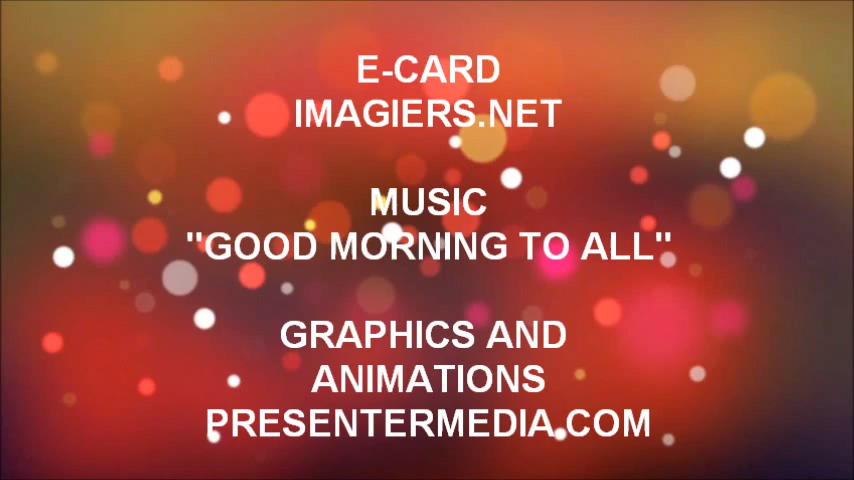 E-CARD
IMAGIERS.NET
MUSIC
"GOOD MORNING TO ALL"
GRAPHICS AND
ANIMATIONS
PRESENTERMEDIA.COM